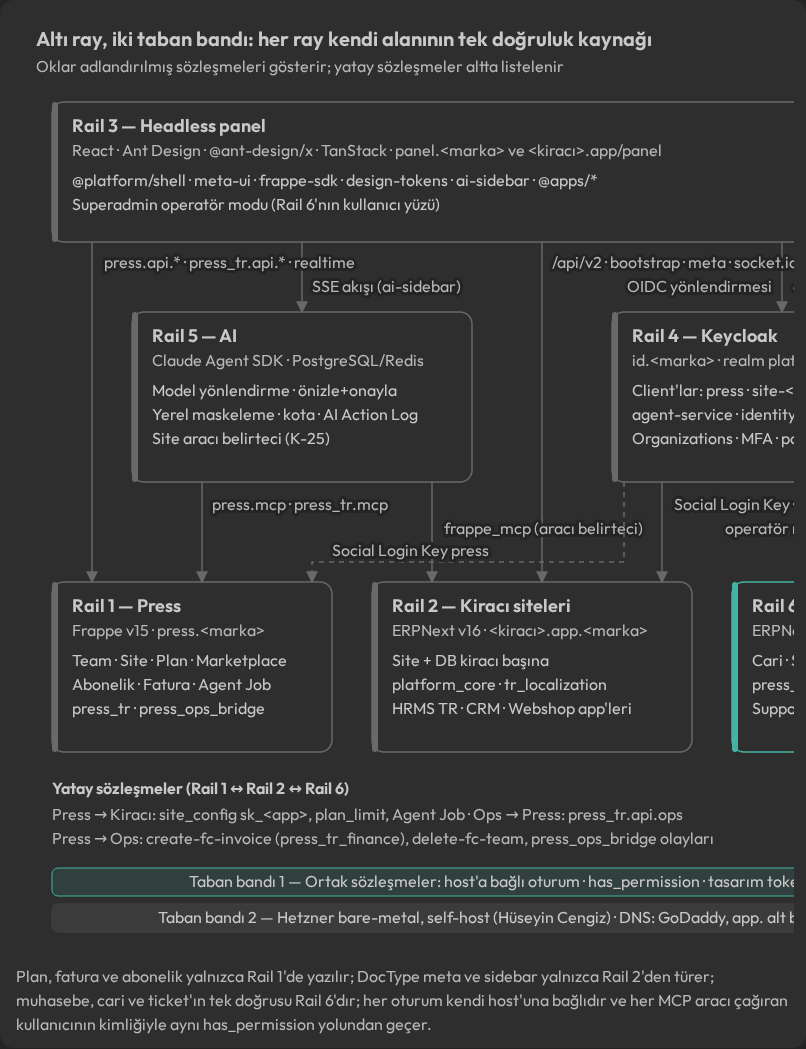 Altı ray, iki taban bandı: her ray kendi alanının tek doğruluk kaynağı
Oklar adlandırılmış sözleşmeleri gösterir; yatay sözleşmeler altta listelenir
Rail 3 — Headless panel
React · Ant Design · @ant-design/x · TanStack · panel.<marka> ve <kiracı>.app/panel
@platform/shell · meta-ui · frappe-sdk · design-tokens · ai-sidebar · @apps/*
Superadmin operatör modu (Rail 6'nın kullanıcı yüzü)
press.api.* · press_tr.api.* · realtime
/api/v2 · bootstrap · meta · socket.io
SSE akışı (ai-sidebar)
OIDC yönlendirmesi
Rail 5 — AI
Claude Agent SDK · PostgreSQL/Redis
Model yönlendirme · önizle+onayla
Yerel maskeleme · kota · AI Action Log
Site aracı belirteci (K-25)
Rail 4 — Keycloak
id.<marka> · realm plat
Client'lar: press · site-<
agent-service · identity
Organizations · MFA
press.mcp · press_tr.mcp
Social Login Key ·
operatör
frappe_mcp (aracı belirteci)
Social Login Key press
Rail 1 — Press
Frappe v15 · press.<marka>
Team · Site · Plan · Marketplace
Abonelik · Fatura · Agent Job
press_tr · press_ops_bridge
Rail 2 — Kiracı siteleri
ERPNext v16 · <kiracı>.app.<marka>
Site + DB kiracı başına
platform_core · tr_localization
HRMS TR · CRM · Webshop app'leri
Rail 6
ERPNe
Cari ·
press_
Suppo
Yatay sözleşmeler (Rail 1 ↔ Rail 2 ↔ Rail 6)
Press → Kiracı: site_config sk_<app>, plan_limit, Agent Job · Ops → Press: press_tr.api.ops
Press → Ops: create-fc-invoice (press_tr_finance), delete-fc-team, press_ops_bridge olayları
Taban bandı 1 — Ortak sözleşmeler: host'a bağlı oturum · has_permission · tasarım toke
Taban bandı 2 — Hetzner bare-metal, self-host (Hüseyin Cengiz) · DNS: GoDaddy, app. alt b
Plan, fatura ve abonelik yalnızca Rail 1'de yazılır; DocType meta ve sidebar yalnızca Rail 2'den türer;
muhasebe, cari ve ticket'ın tek doğrusu Rail 6'dır; her oturum kendi host'una bağlıdır ve her MCP aracı çağıran
kullanıcının kimliğiyle aynı has_permission yolundan geçer.